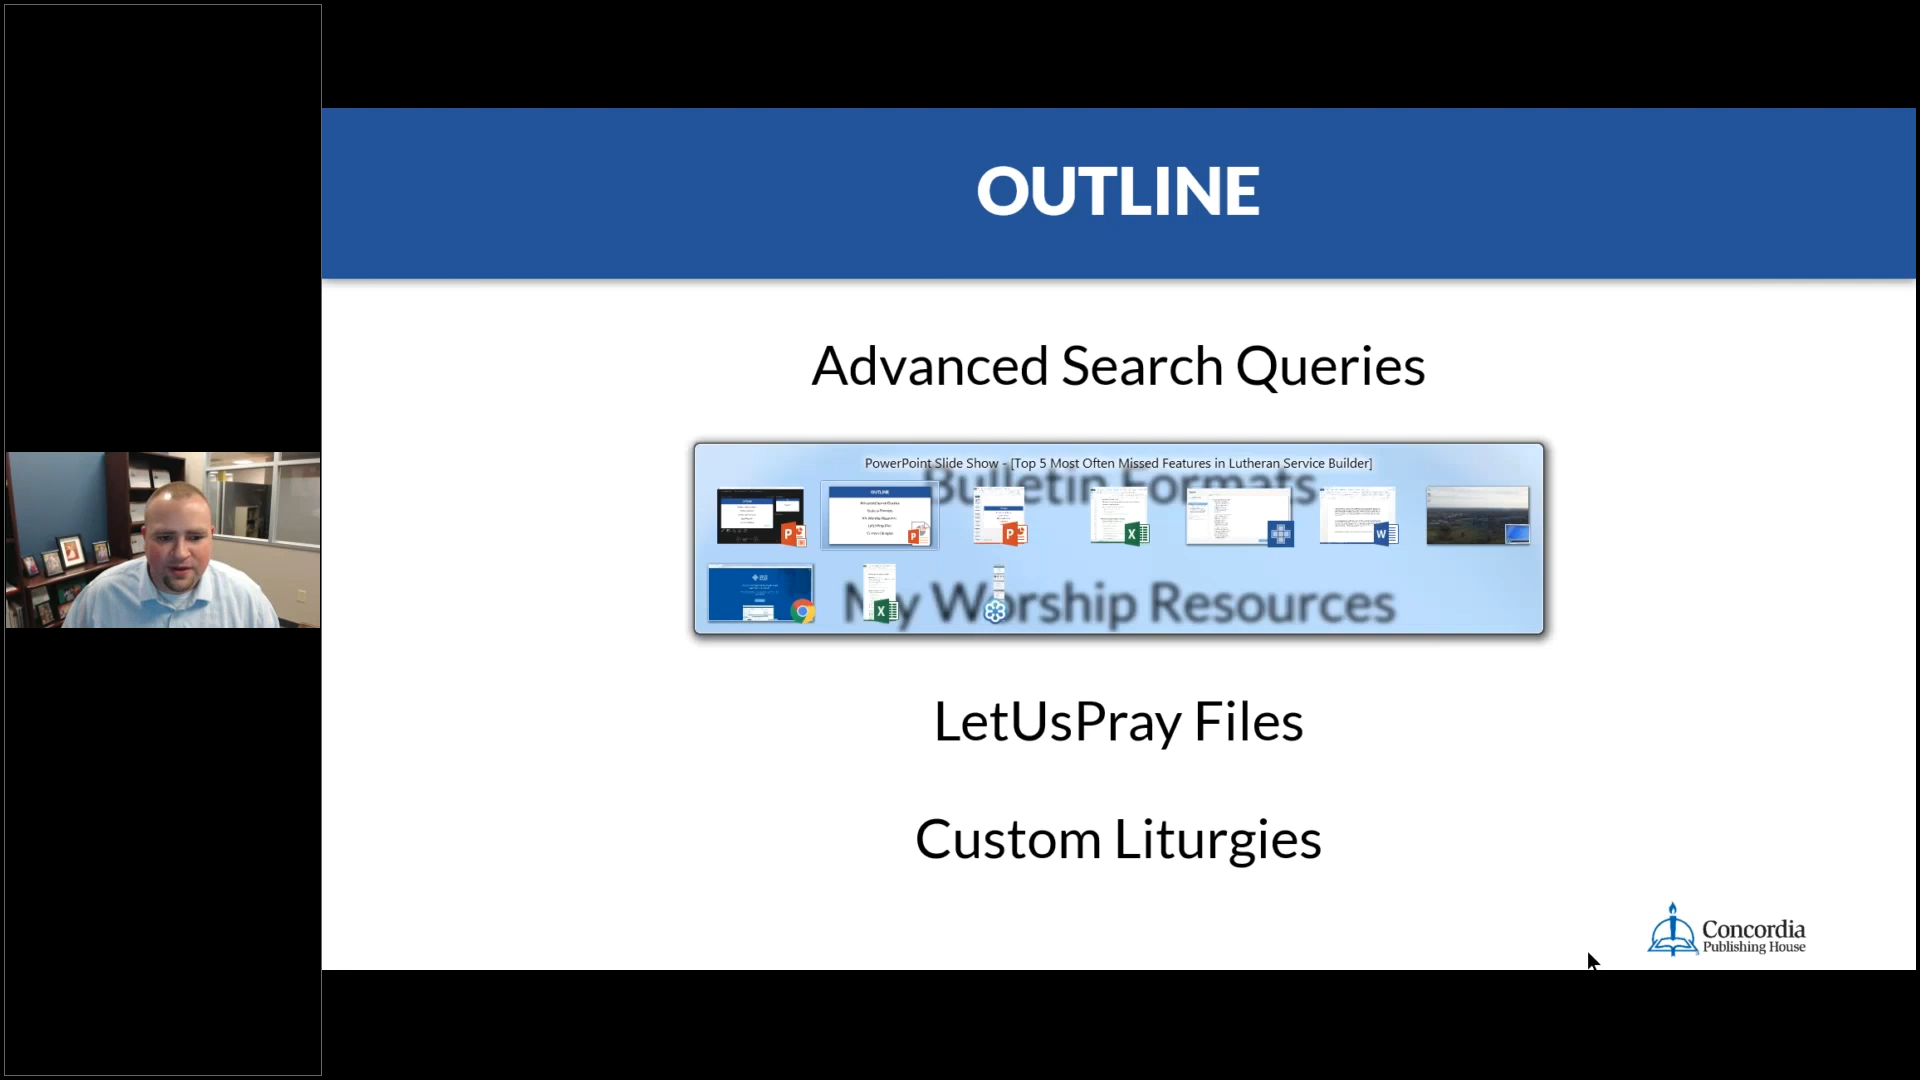 OUTLINE
Advanced Search Queries
PowerPoint Slide Show - [Top 5 Most Often Missed Features in Lutheran Service Builder]
Bulletin Formats
My Worship Resources
LetUsPray Files
Custom Liturgies
Concordia
Publishing House